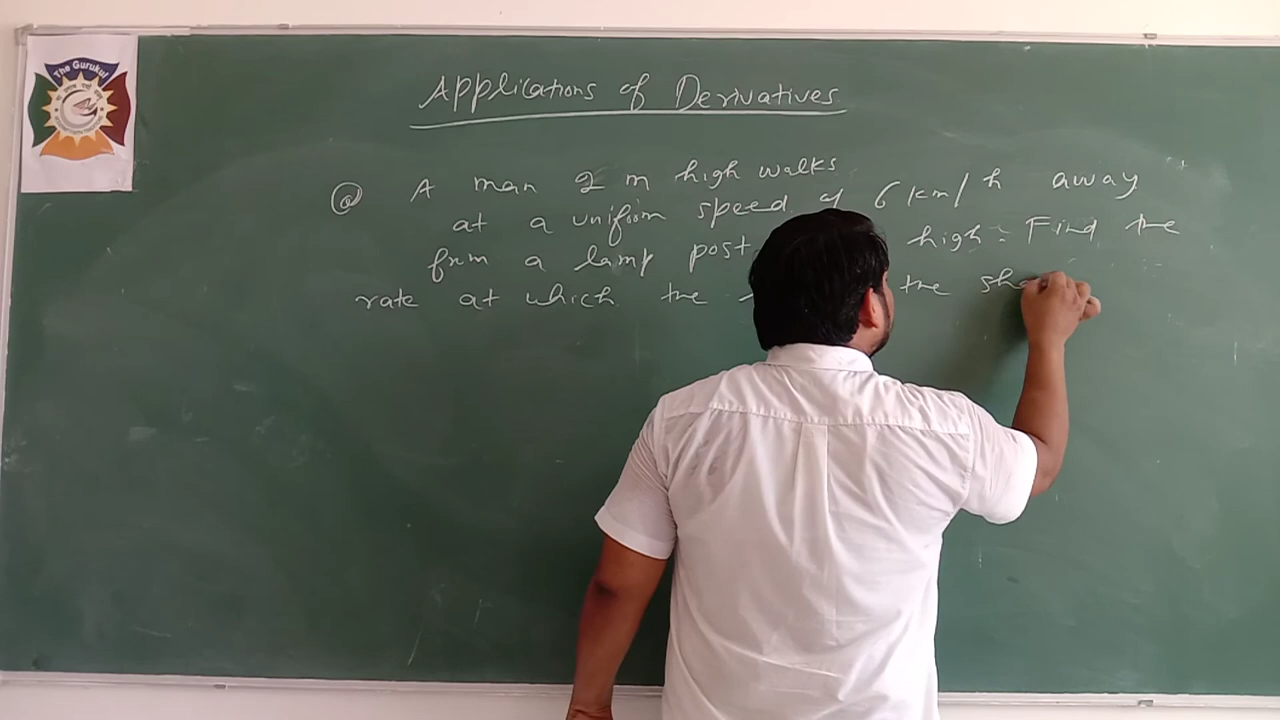 The Gurukul
Applications of Derivatives
Q A man 2 m high walks
at a uniform speed of 6 km/h away
from a lamp post high. Find the
rate at which the the sha